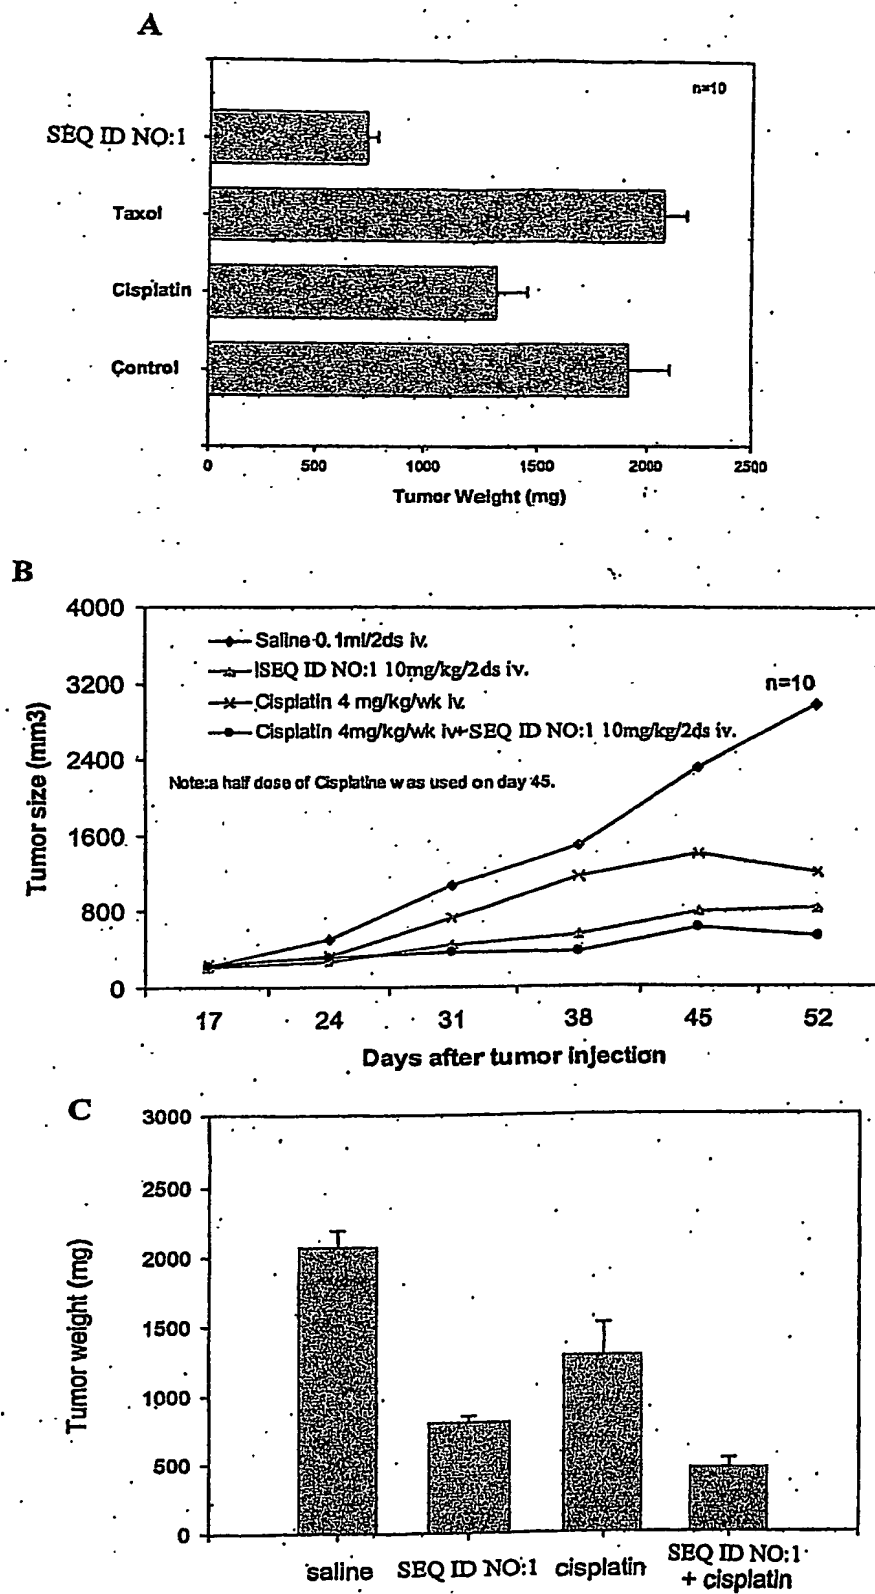 A
n=10
SEQ ID NO:1
Taxol
Cisplatin
Control
0 500 1000 1500 2000 2500
Tumor Weight (mg)
B
4000
3200
2400
1600
800
0
Tumor size (mm3)
Saline 0.1ml/2ds iv.
SEQ ID NO:1 10mg/kg/2ds iv.
Cisplatin 4 mg/kg/wk iv.
Cisplatin 4mg/kg/wk iv+SEQ ID NO:1 10mg/kg/2ds iv.
n=10
Note:a half dose of Cisplatine was used on day 45.
17 24 31 38 45 52
Days after tumor injection
C
3000
2500
2000
1500
1000
500
0
Tumor weight (mg)
saline SEQ ID NO:1 cisplatin SEQ ID NO:1
+ cisplatin